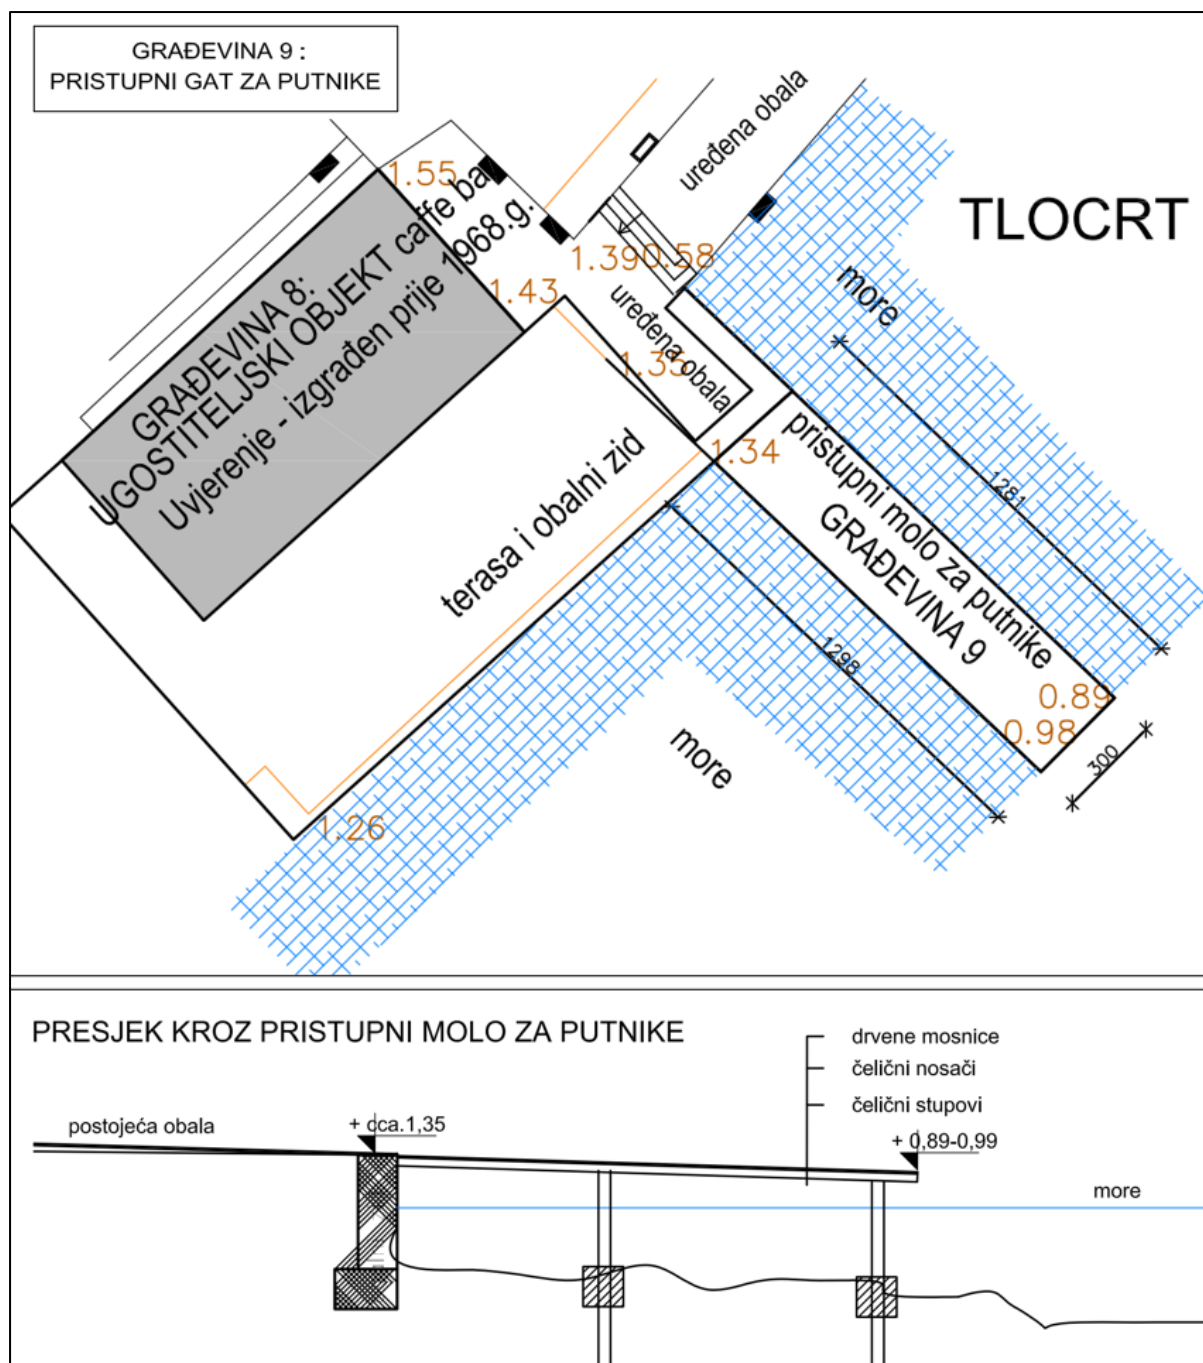 GRAĐEVINA 9 :
PRISTUPNI GAT ZA PUTNIKE
TLOCRT
uređena obala
more
1.55
1.39
0.58
1.43
GRAĐEVINA 8:
UGOSTITELJSKI OBJEKT caffe bar
Uvjerenje - izgrađen prije 1968.g.
uređena obala
1.35
1.34
terasa i obalni zid
pristupni molo za putnike
GRAĐEVINA 9
1281
1298
0.89
0.98
300
more
1.26
PRESJEK KROZ PRISTUPNI MOLO ZA PUTNIKE
drvene mosnice
čelični nosači
čelični stupovi
postojeća obala
+ cca.1,35
+ 0,89-0,99
more